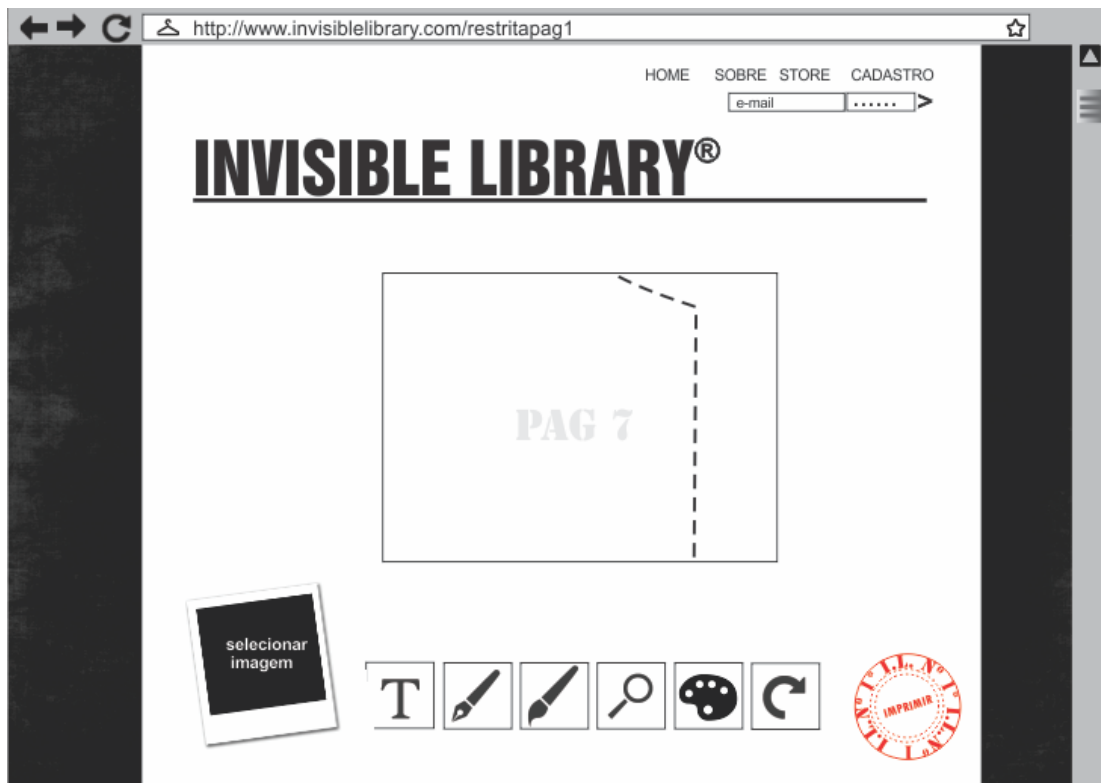 http://www.invisiblelibrary.com/restritapag1
HOME SOBRE STORE CADASTRO
e-mail ...... >
INVISIBLE LIBRARY®
PAG 7
selecionar
imagem
T
IMPRIMIR